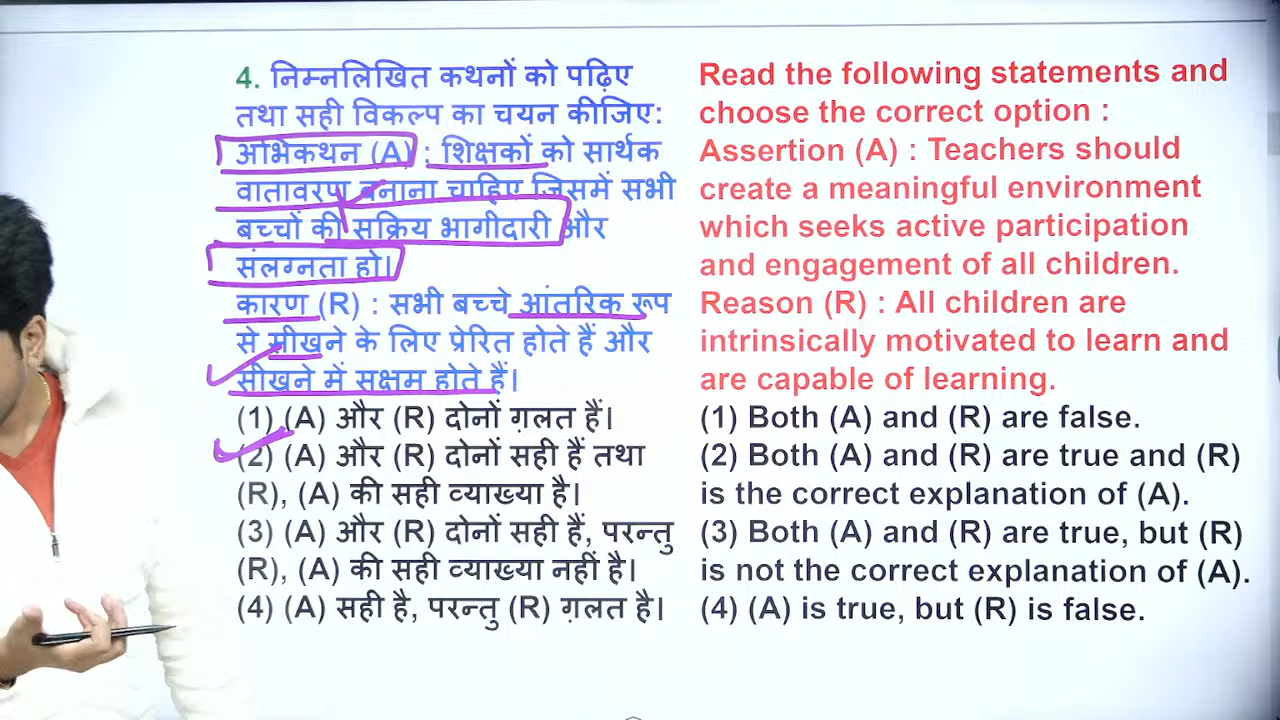 4. निम्नलिखित कथनों को पढ़िए
तथा सही विकल्प का चयन कीजिए:
अभिकथन (A) : शिक्षकों को सार्थक
वातावरण बनाना चाहिए जिसमें सभी
बच्चों की सक्रिय भागीदारी और
संलग्नता हो।
कारण (R) : सभी बच्चे आंतरिक रूप
से सीखने के लिए प्रेरित होते हैं और
सीखने में सक्षम होते हैं।
(1) (A) और (R) दोनों ग़लत हैं।
(2) (A) और (R) दोनों सही हैं तथा
(R), (A) की सही व्याख्या है।
(3) (A) और (R) दोनों सही हैं, परन्तु
(R), (A) की सही व्याख्या नहीं है।
(4) (A) सही है, परन्तु (R) ग़लत है।
Read the following statements and
choose the correct option :
Assertion (A) : Teachers should
create a meaningful environment
which seeks active participation
and engagement of all children.
Reason (R) : All children are
intrinsically motivated to learn and
are capable of learning.
(1) Both (A) and (R) are false.
(2) Both (A) and (R) are true and (R)
is the correct explanation of (A).
(3) Both (A) and (R) are true, but (R)
is not the correct explanation of (A).
(4) (A) is true, but (R) is false.